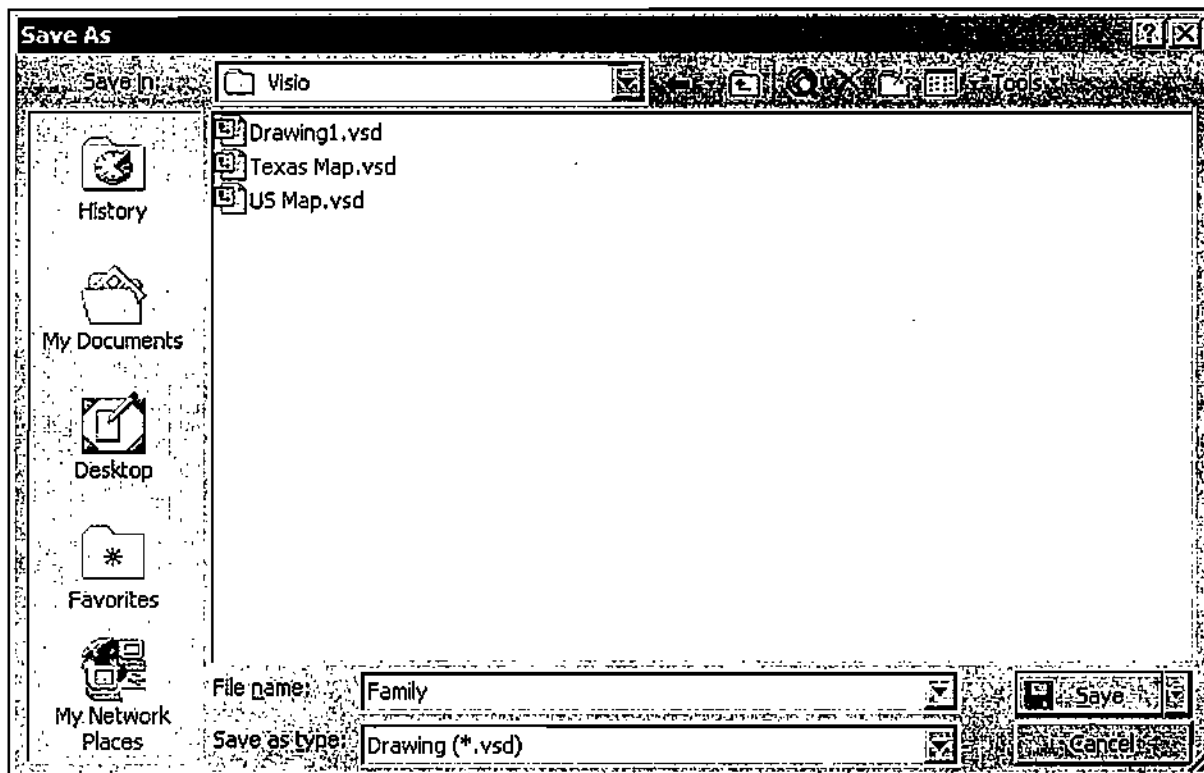 Save As
Save in:
Visio
Tools
Drawing1.vsd
Texas Map.vsd
US Map.vsd
History
My Documents
Desktop
Favorites
My Network
Places
File name:
Family
Save
Save as type:
Drawing (*.vsd)
Cancel